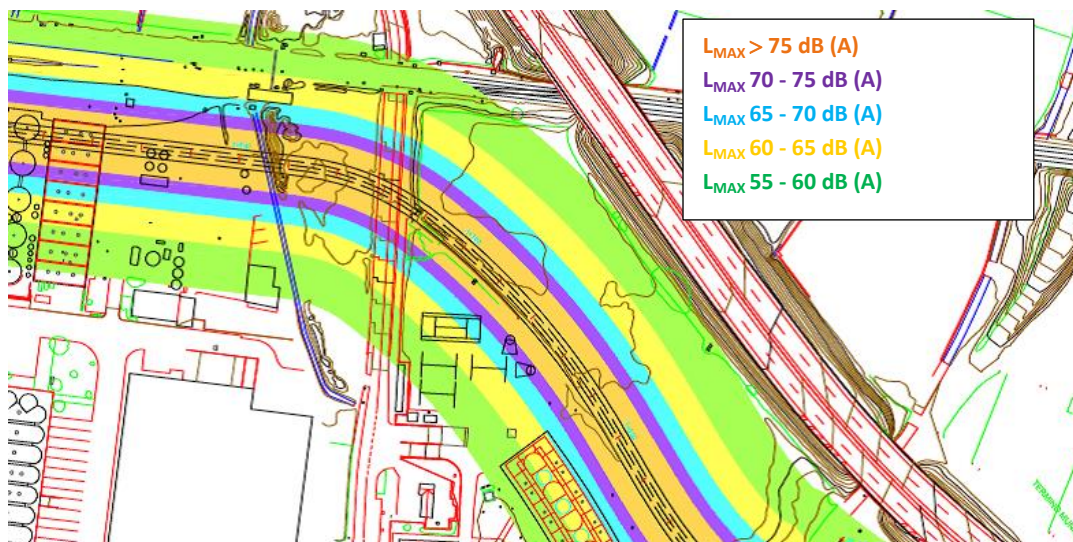 LMAX > 75 dB (A)
LMAX 70 - 75 dB (A)
LMAX 65 - 70 dB (A)
LMAX 60 - 65 dB (A)
LMAX 55 - 60 dB (A)